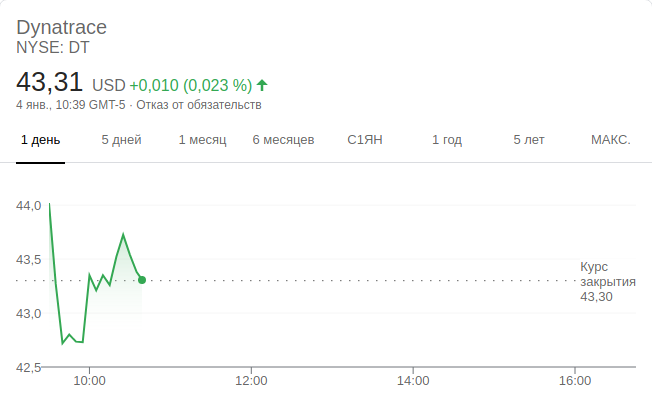 Dynatrace
NYSE: DT
43,31 USD +0,010 (0,023 %)
4 янв., 10:39 GMT-5 · Отказ от обязательств
1 день 5 дней 1 месяц 6 месяцев С1ЯН 1 год 5 лет МАКС.
44,0
43,5
Курс
закрытия
43,30
43,0
42,5
10:00 12:00 14:00 16:00